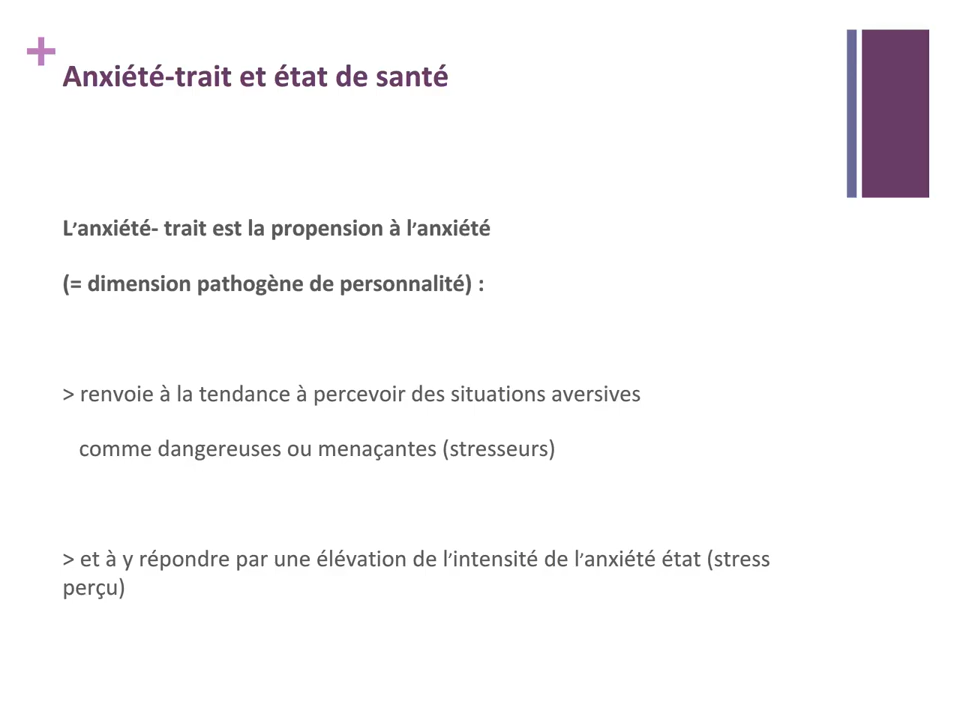 +
Anxiété-trait et état de santé
L’anxiété- trait est la propension à l’anxiété
(= dimension pathogène de personnalité) :
> renvoie à la tendance à percevoir des situations aversives
comme dangereuses ou menaçantes (stresseurs)
> et à y répondre par une élévation de l’intensité de l’anxiété état (stress
perçu)